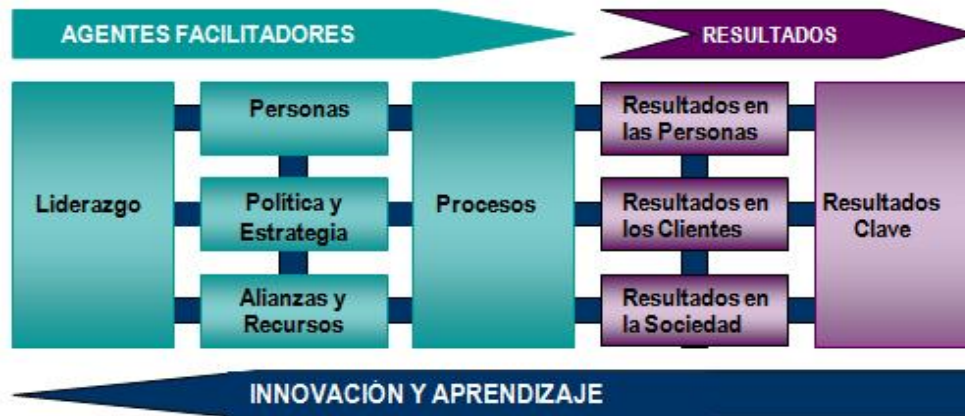 AGENTES FACILITADORES
RESULTADOS
Liderazgo
Personas
Política y
Estrategia
Alianzas y
Recursos
Procesos
Resultados en
las Personas
Resultados en
los Clientes
Resultados en
la Sociedad
Resultados
Clave
INNOVACIÓN Y APRENDIZAJE